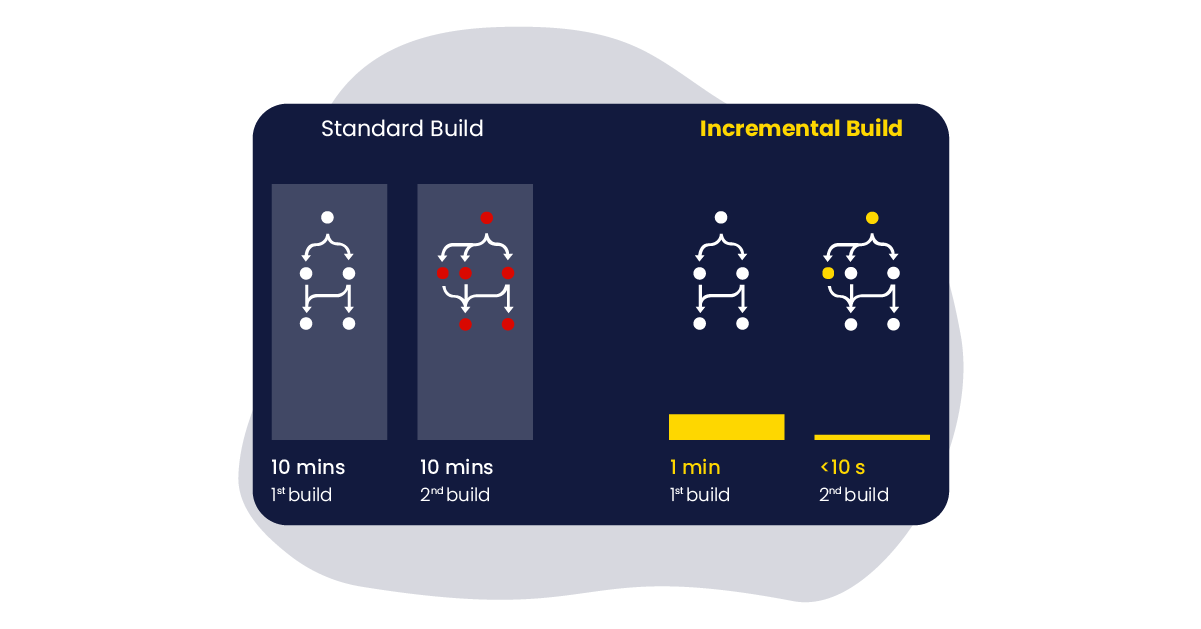 Standard Build
Incremental Build
10 mins
1st build
10 mins
2nd build
1 min
1st build
<10 s
2nd build